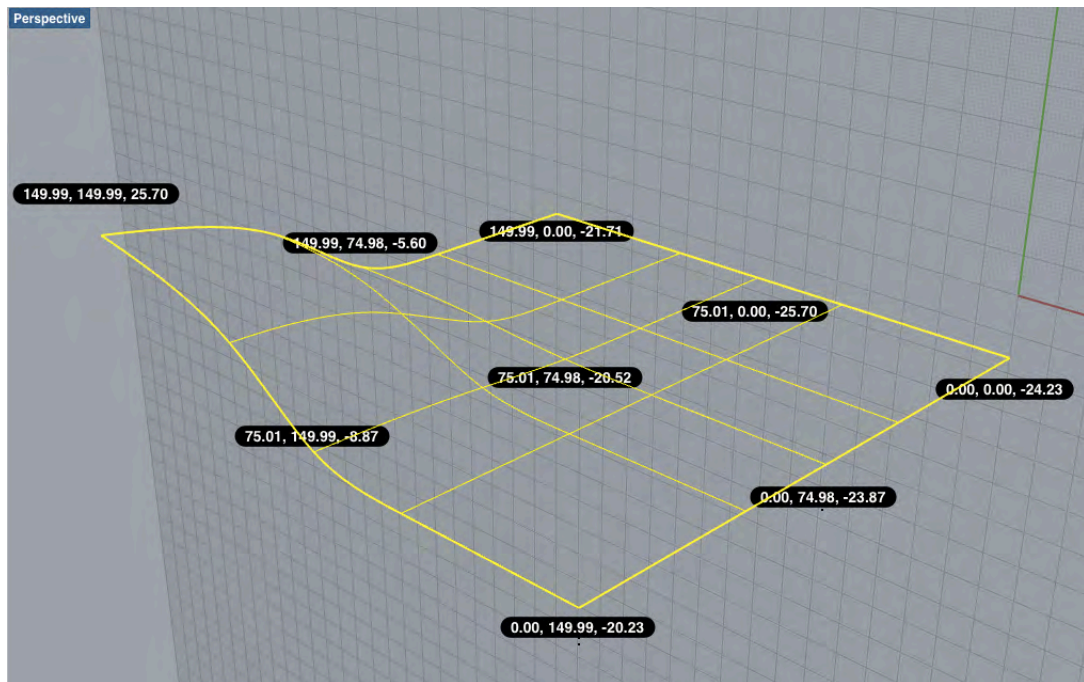 Perspective
149.99, 149.99, 25.70
149.99, 0.00, -21.71
149.99, 74.98, -5.60
75.01, 0.00, -25.70
75.01, 74.98, -20.52
0.00, 0.00, -24.23
75.01, 149.99, -8.87
0.00, 74.98, -23.87
0.00, 149.99, -20.23